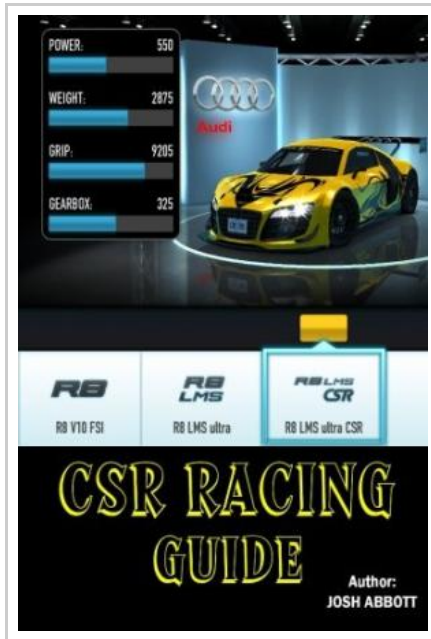 POWER: 550
WEIGHT: 2875
GRIP: 9205
GEARBOX: 325
Audi
R8
R8 LMS
R8 LMS CSR
R8 V10 FSI
R8 LMS ultra
R8 LMS ultra CSR
CSR RACING
GUIDE
Author:
JOSH ABBOTT